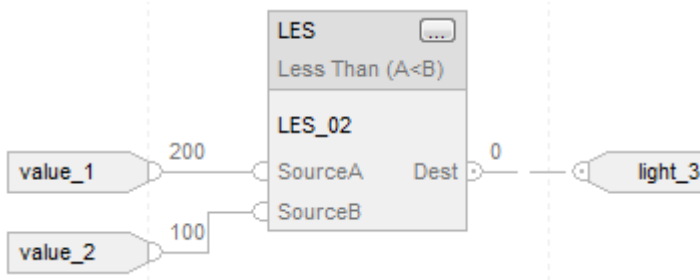 LES ...
Less Than (A<B)
LES_02
value_1
200
SourceA
Dest
0
light_3
SourceB
100
value_2